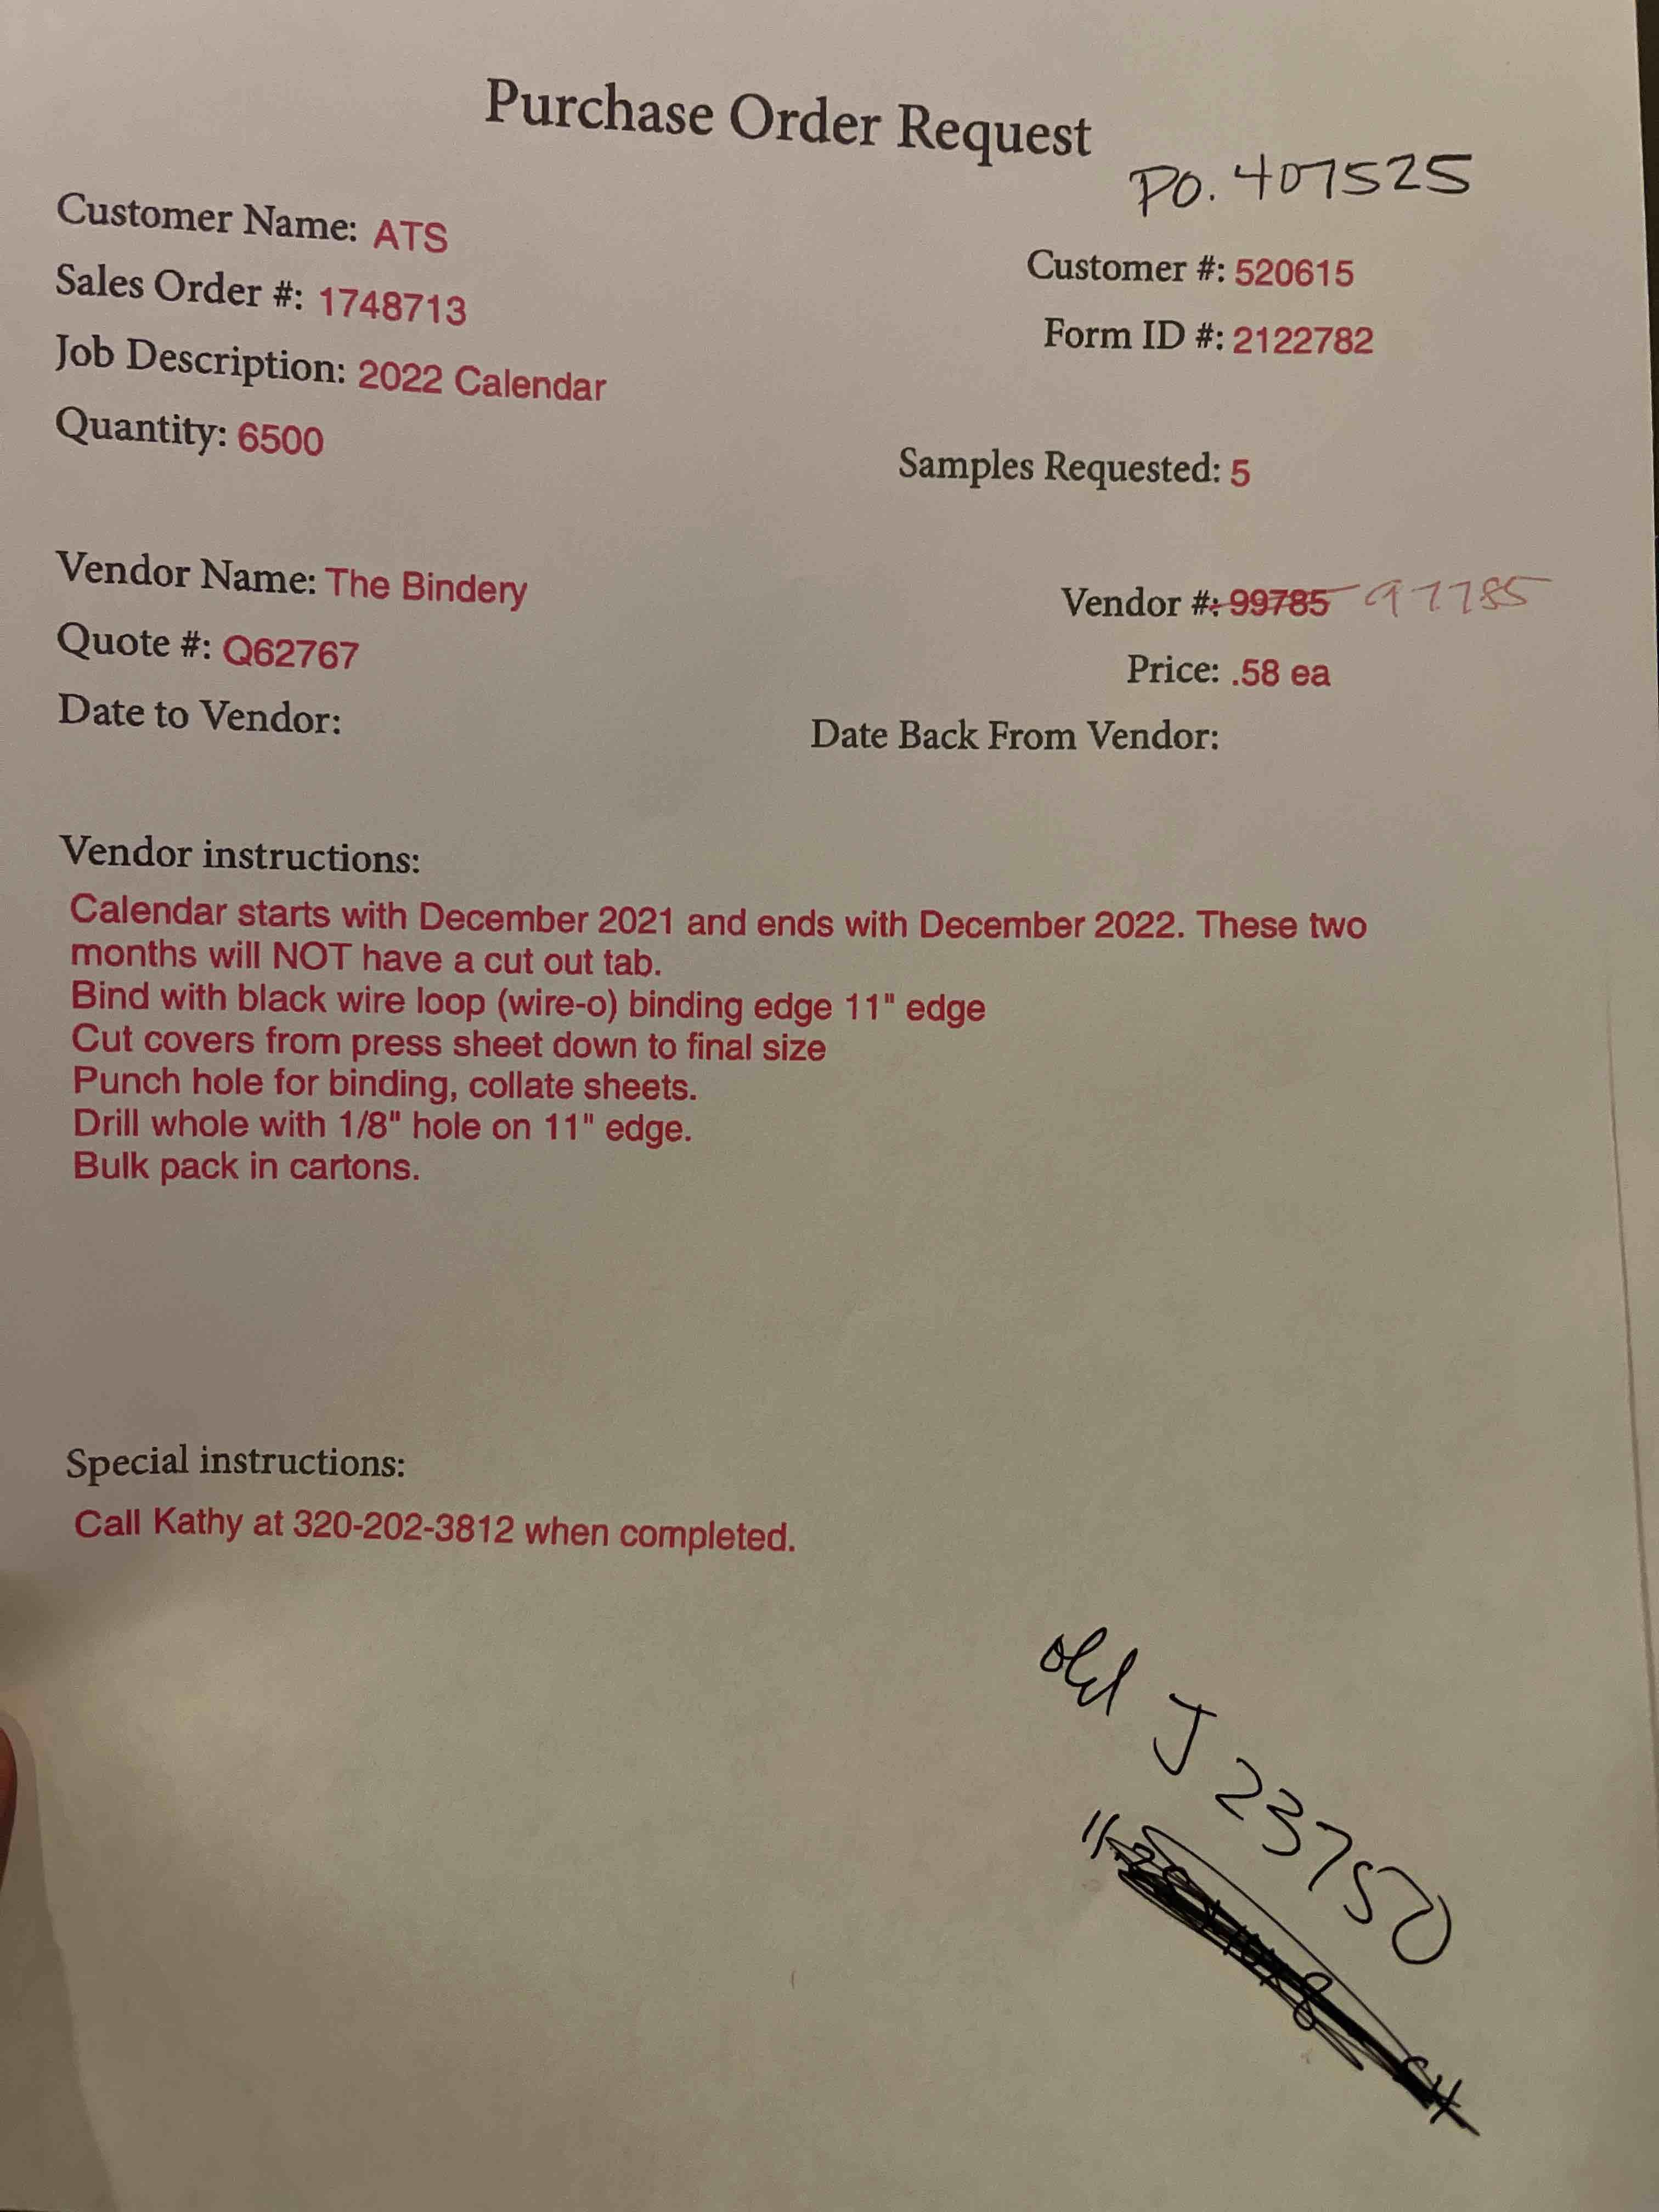 Purchase Order Request
PO. 407525
Customer Name: ATS
Customer #: 520615
Sales Order #: 1748713
Form ID #: 2122782
Job Description: 2022 Calendar
Quantity: 6500
Samples Requested: 5
Vendor Name: The Bindery
Vendor #: 99785 97785
Quote #: Q62767
Price: .58 ea
Date to Vendor:
Date Back From Vendor:
Vendor instructions:
Calendar starts with December 2021 and ends with December 2022. These two
months will NOT have a cut out tab.
Bind with black wire loop (wire-o) binding edge 11" edge
Cut covers from press sheet down to final size
Punch hole for binding, collate sheets.
Drill whole with 1/8" hole on 11" edge.
Bulk pack in cartons.
Special instructions:
Call Kathy at 320-202-3812 when completed.
old J 23750